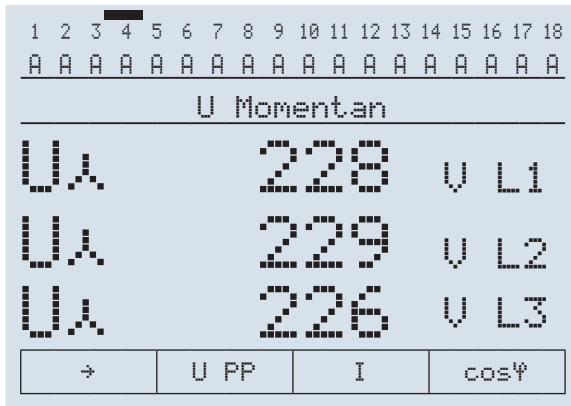 1 2 3 4 5 6 7 8 9 10 11 12 13 14 15 16 17 18
A A A A A A A A A A A A A A A A A A
U Momentan
U⅄ 228 V L1
U⅄ 229 V L2
U⅄ 226 V L3
→ U PP I cosΨ